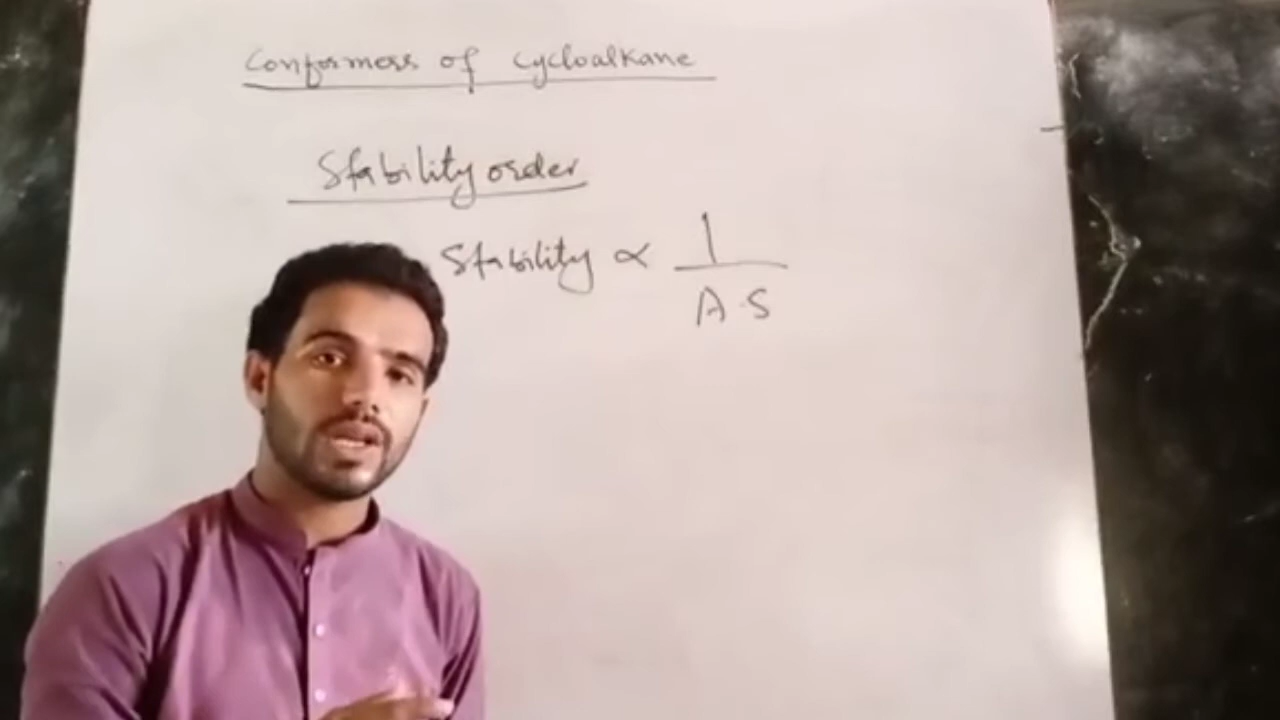 Conformers of cycloalkane
Stability order
Stability ∝ 1
A.S